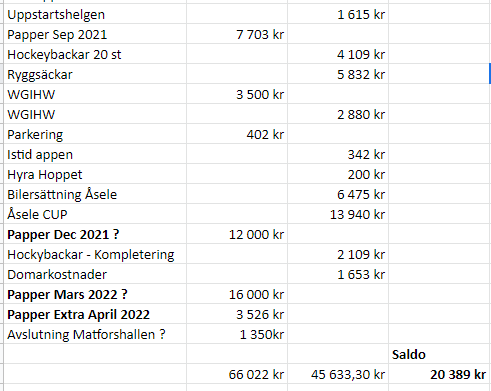 Uppstartshelgen 1 615 kr
Papper Sep 2021 7 703 kr
Hockeybackar 20 st 4 109 kr
Ryggsäckar 5 832 kr
WGIHW 3 500 kr
WGIHW 2 880 kr
Parkering 402 kr
Istid appen 342 kr
Hyra Hoppet 200 kr
Bilersättning Åsele 6 475 kr
Åsele CUP 13 940 kr
Papper Dec 2021 ? 12 000 kr
Hockybackar - Kompletering 2 109 kr
Domarkostnader 1 653 kr
Papper Mars 2022 ? 16 000 kr
Papper Extra April 2022 3 526 kr
Avslutning Matforshallen ? 1 350kr
Saldo
66 022 kr 45 633,30 kr 20 389 kr